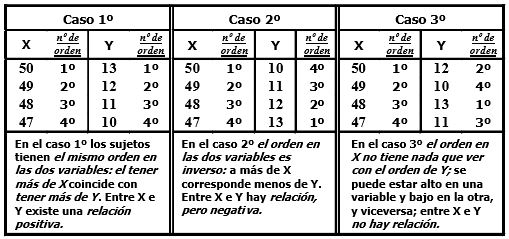 Caso 1º Caso 2º Caso 3º
X nº de orden Y nº de orden X nº de orden Y nº de orden X nº de orden Y nº de orden
50 1º 13 1º 50 1º 10 4º 50 1º 12 2º
49 2º 12 2º 49 2º 11 3º 49 2º 10 4º
48 3º 11 3º 48 3º 12 2º 48 3º 13 1º
47 4º 10 4º 47 4º 13 1º 47 4º 11 3º
En el caso 1º los sujetos
tienen el mismo orden en
las dos variables: el tener
más de X coincide con
tener más de Y. Entre X e
Y existe una relación
positiva.
En el caso 2º el orden en
las dos variables es
inverso: a más de X
corresponde menos de Y.
Entre X e Y hay relación,
pero negativa.
En el caso 3º el orden en
X no tiene nada que ver
con el orden de Y; se
puede estar alto en una
variable y bajo en la otra,
y viceversa; entre X e Y
no hay relación.